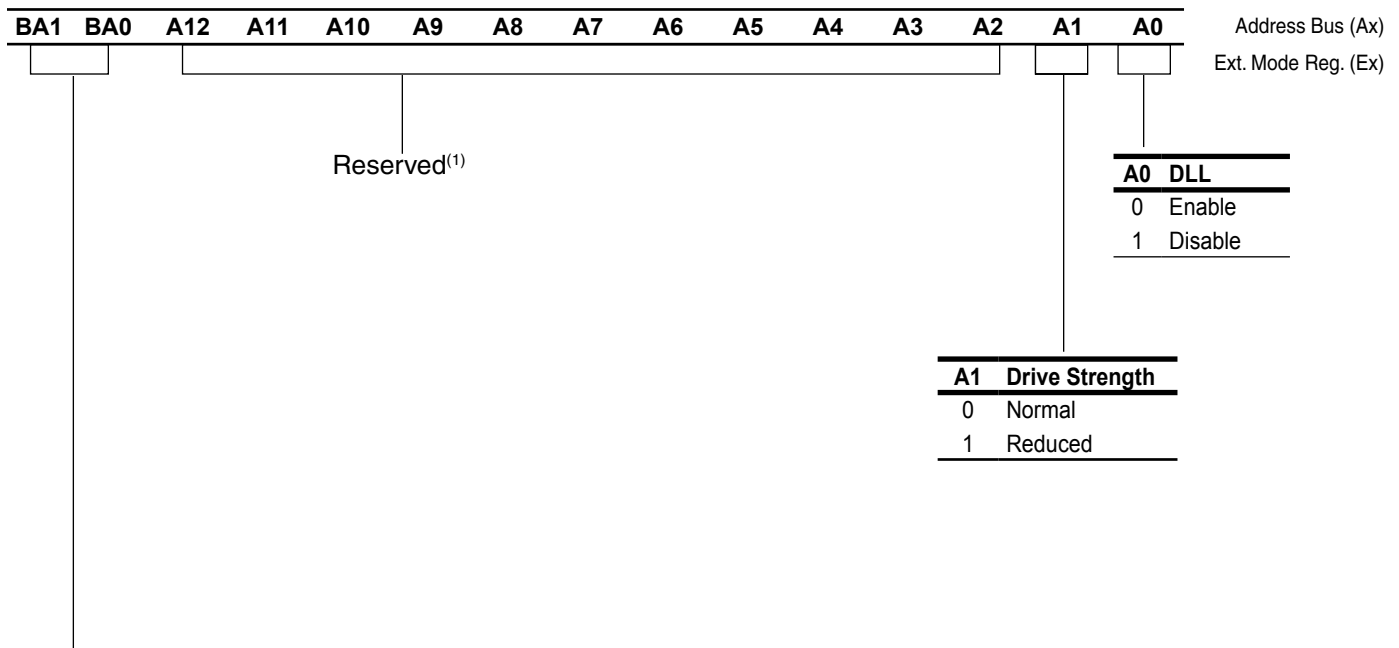 BA1 BA0 A12 A11 A10 A9 A8 A7 A6 A5 A4 A3 A2 A1 A0 Address Bus (Ax)
Ext. Mode Reg. (Ex)
Reserved(1)
A0 DLL
0 Enable
1 Disable
A1 Drive Strength
0 Normal
1 Reduced